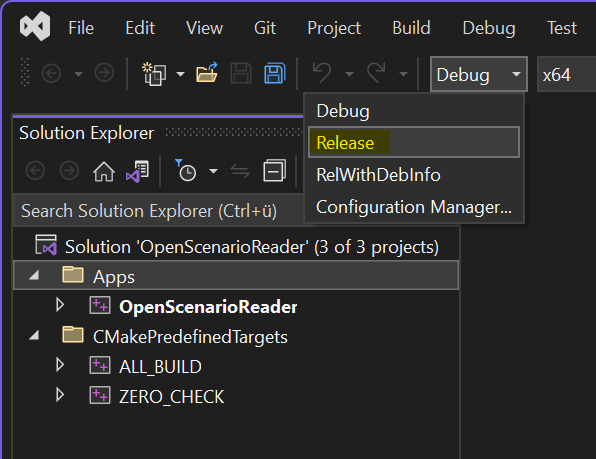 File Edit View Git Project Build Debug Test
Debug x64
Debug
Release
RelWithDebInfo
Configuration Manager...
Solution Explorer
Search Solution Explorer (Ctrl+ü)
Solution 'OpenScenarioReader' (3 of 3 projects)
Apps
OpenScenarioReader
CMakePredefinedTargets
ALL_BUILD
ZERO_CHECK